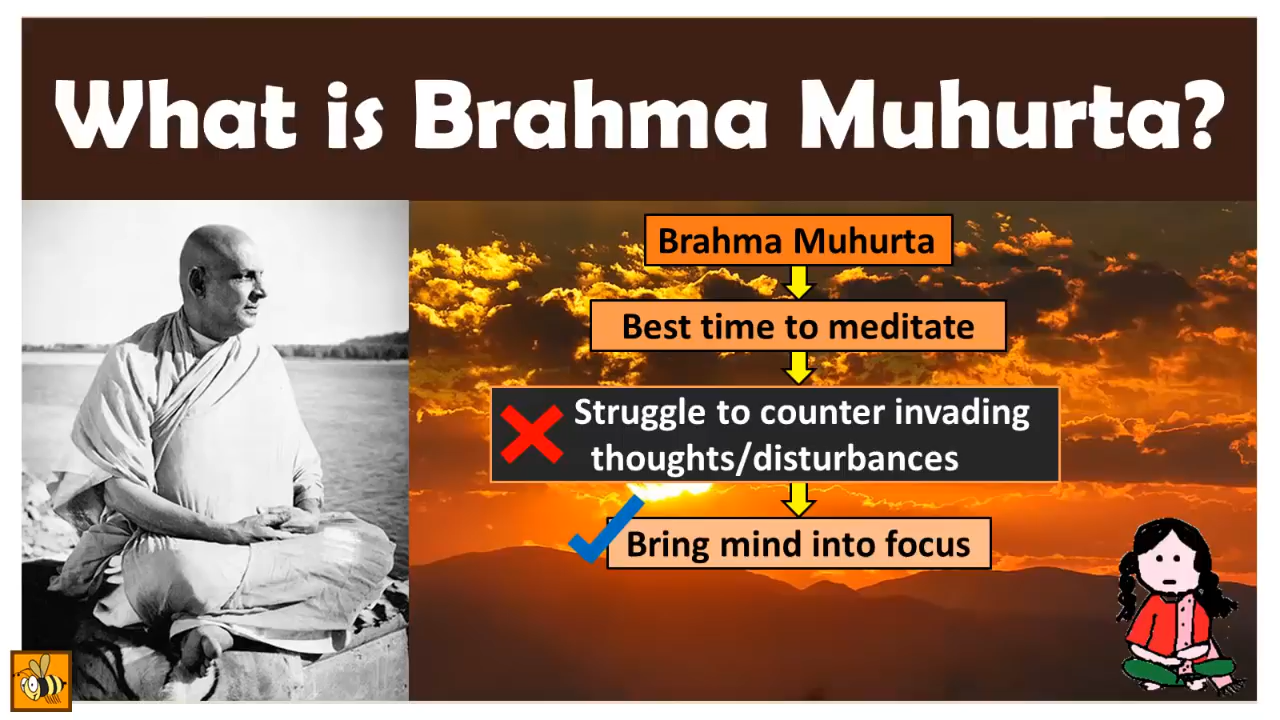 What is Brahma Muhurta?
Brahma Muhurta
Best time to meditate
Struggle to counter invading
thoughts/disturbances
Bring mind into focus